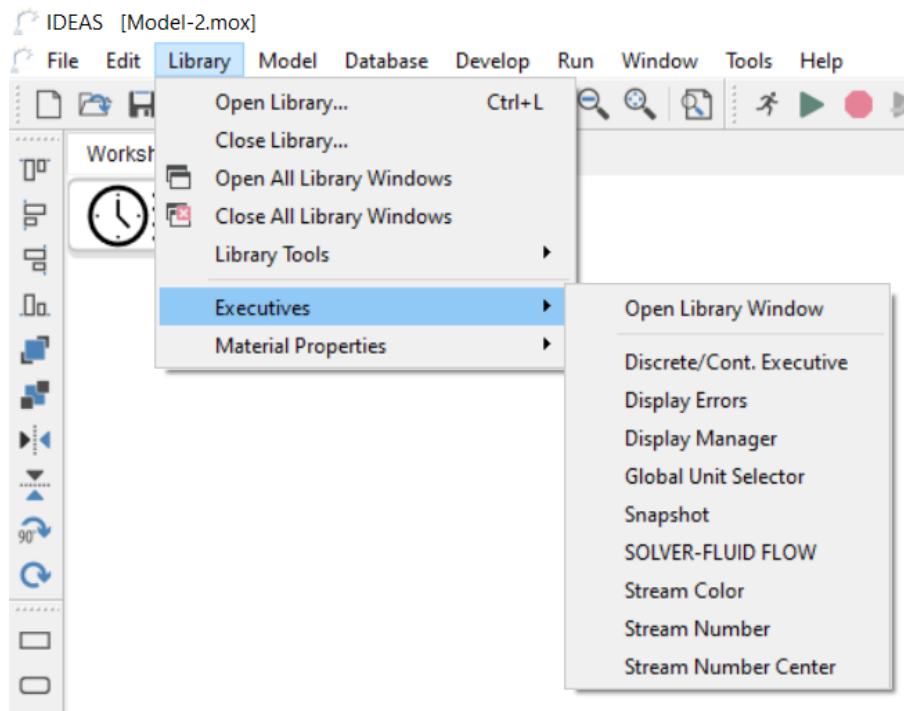 IDEAS [Model-2.mox]
File Edit Library Model Database Develop Run Window Tools Help
Open Library... Ctrl+L
Close Library...
Open All Library Windows
Close All Library Windows
Library Tools
Executives
Material Properties
Open Library Window
Discrete/Cont. Executive
Display Errors
Display Manager
Global Unit Selector
Snapshot
SOLVER-FLUID FLOW
Stream Color
Stream Number
Stream Number Center
Worksh
90°